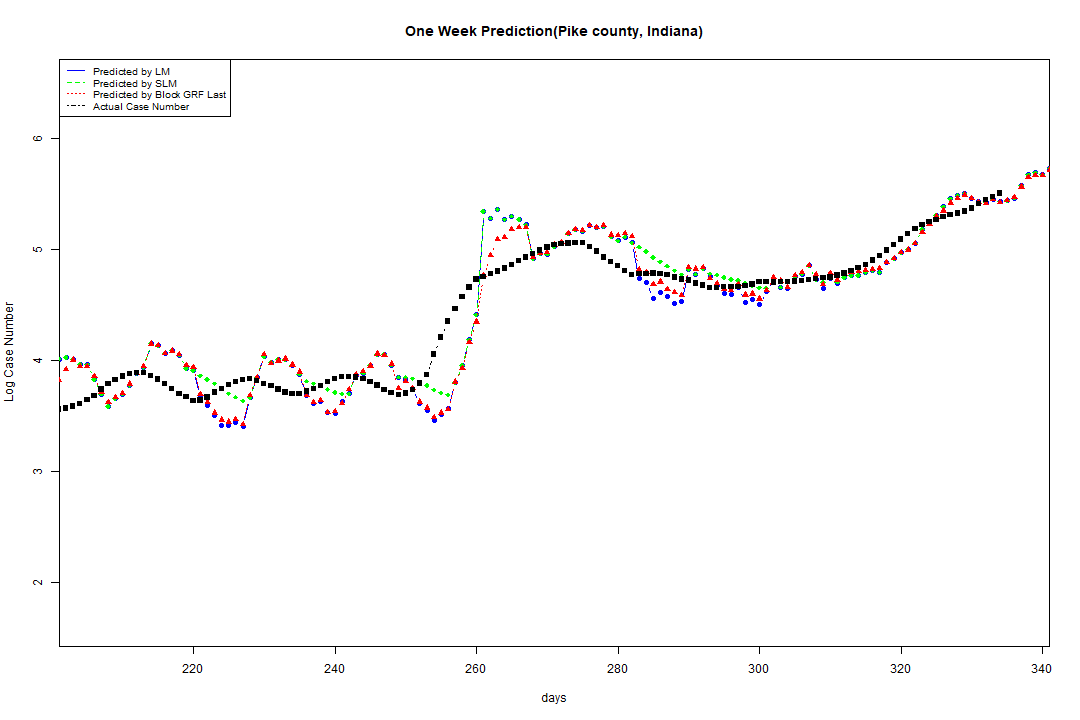 One Week Prediction(Pike county, Indiana)
Predicted by LM
Predicted by SLM
Predicted by Block GRF Last
Actual Case Number
6
5
4
3
2
Log Case Number
220 240 260 280 300 320 340
days